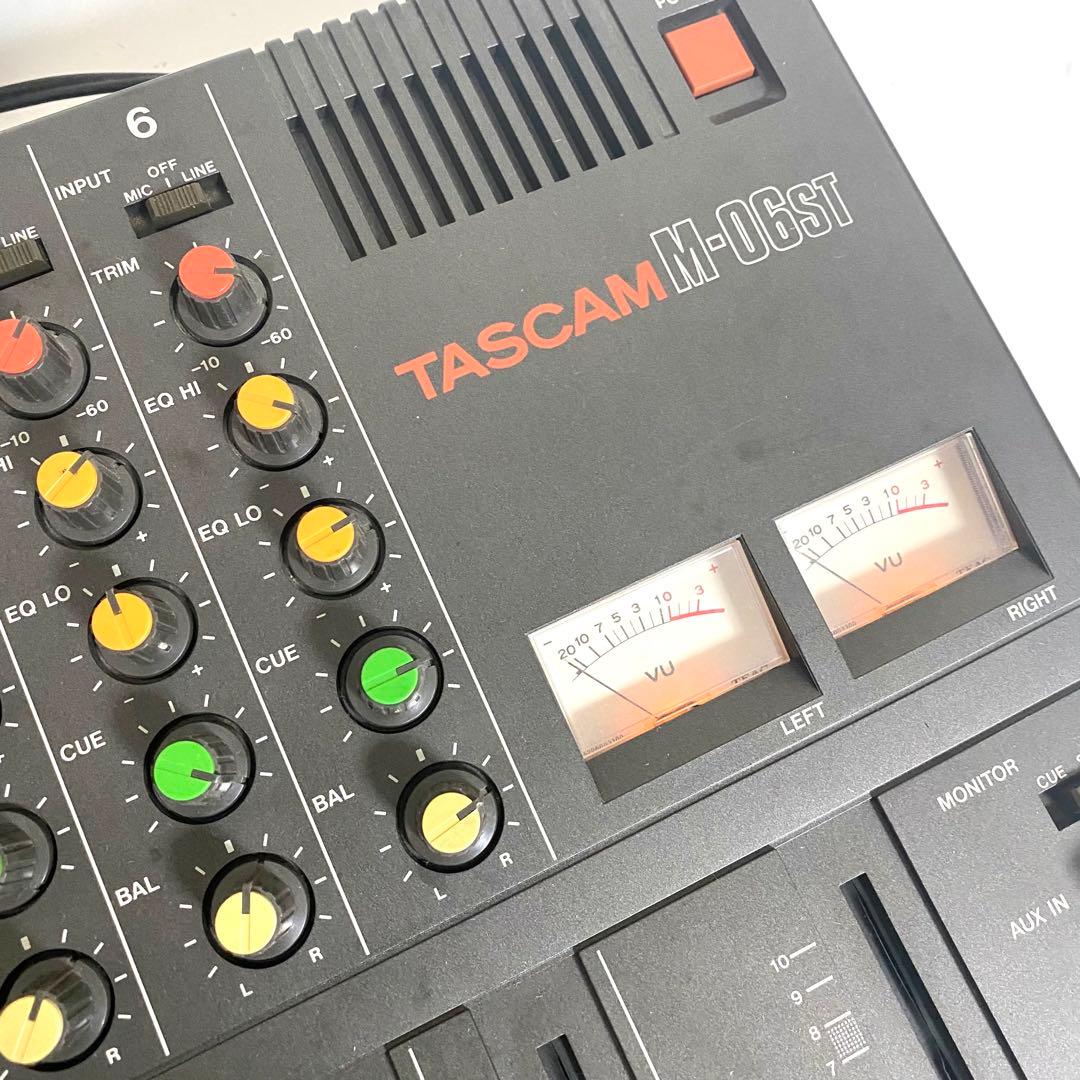 6
INPUT
MIC OFF LINE
LINE
TRIM
-10 -60
TASCAM M-06ST
-10 -60
EQ HI
HI
+
EQ LO
+
EQ LO
+
+
CUE
CUE
BAL
L R
BAL
L R
R
- 20 10 7 5 3 1 0 3 +
VU
TEAC
LEFT
20 10 7 5 3 1 0 3 +
VU
RIGHT
MONITOR
CUE
AUX IN
10
9
8
7